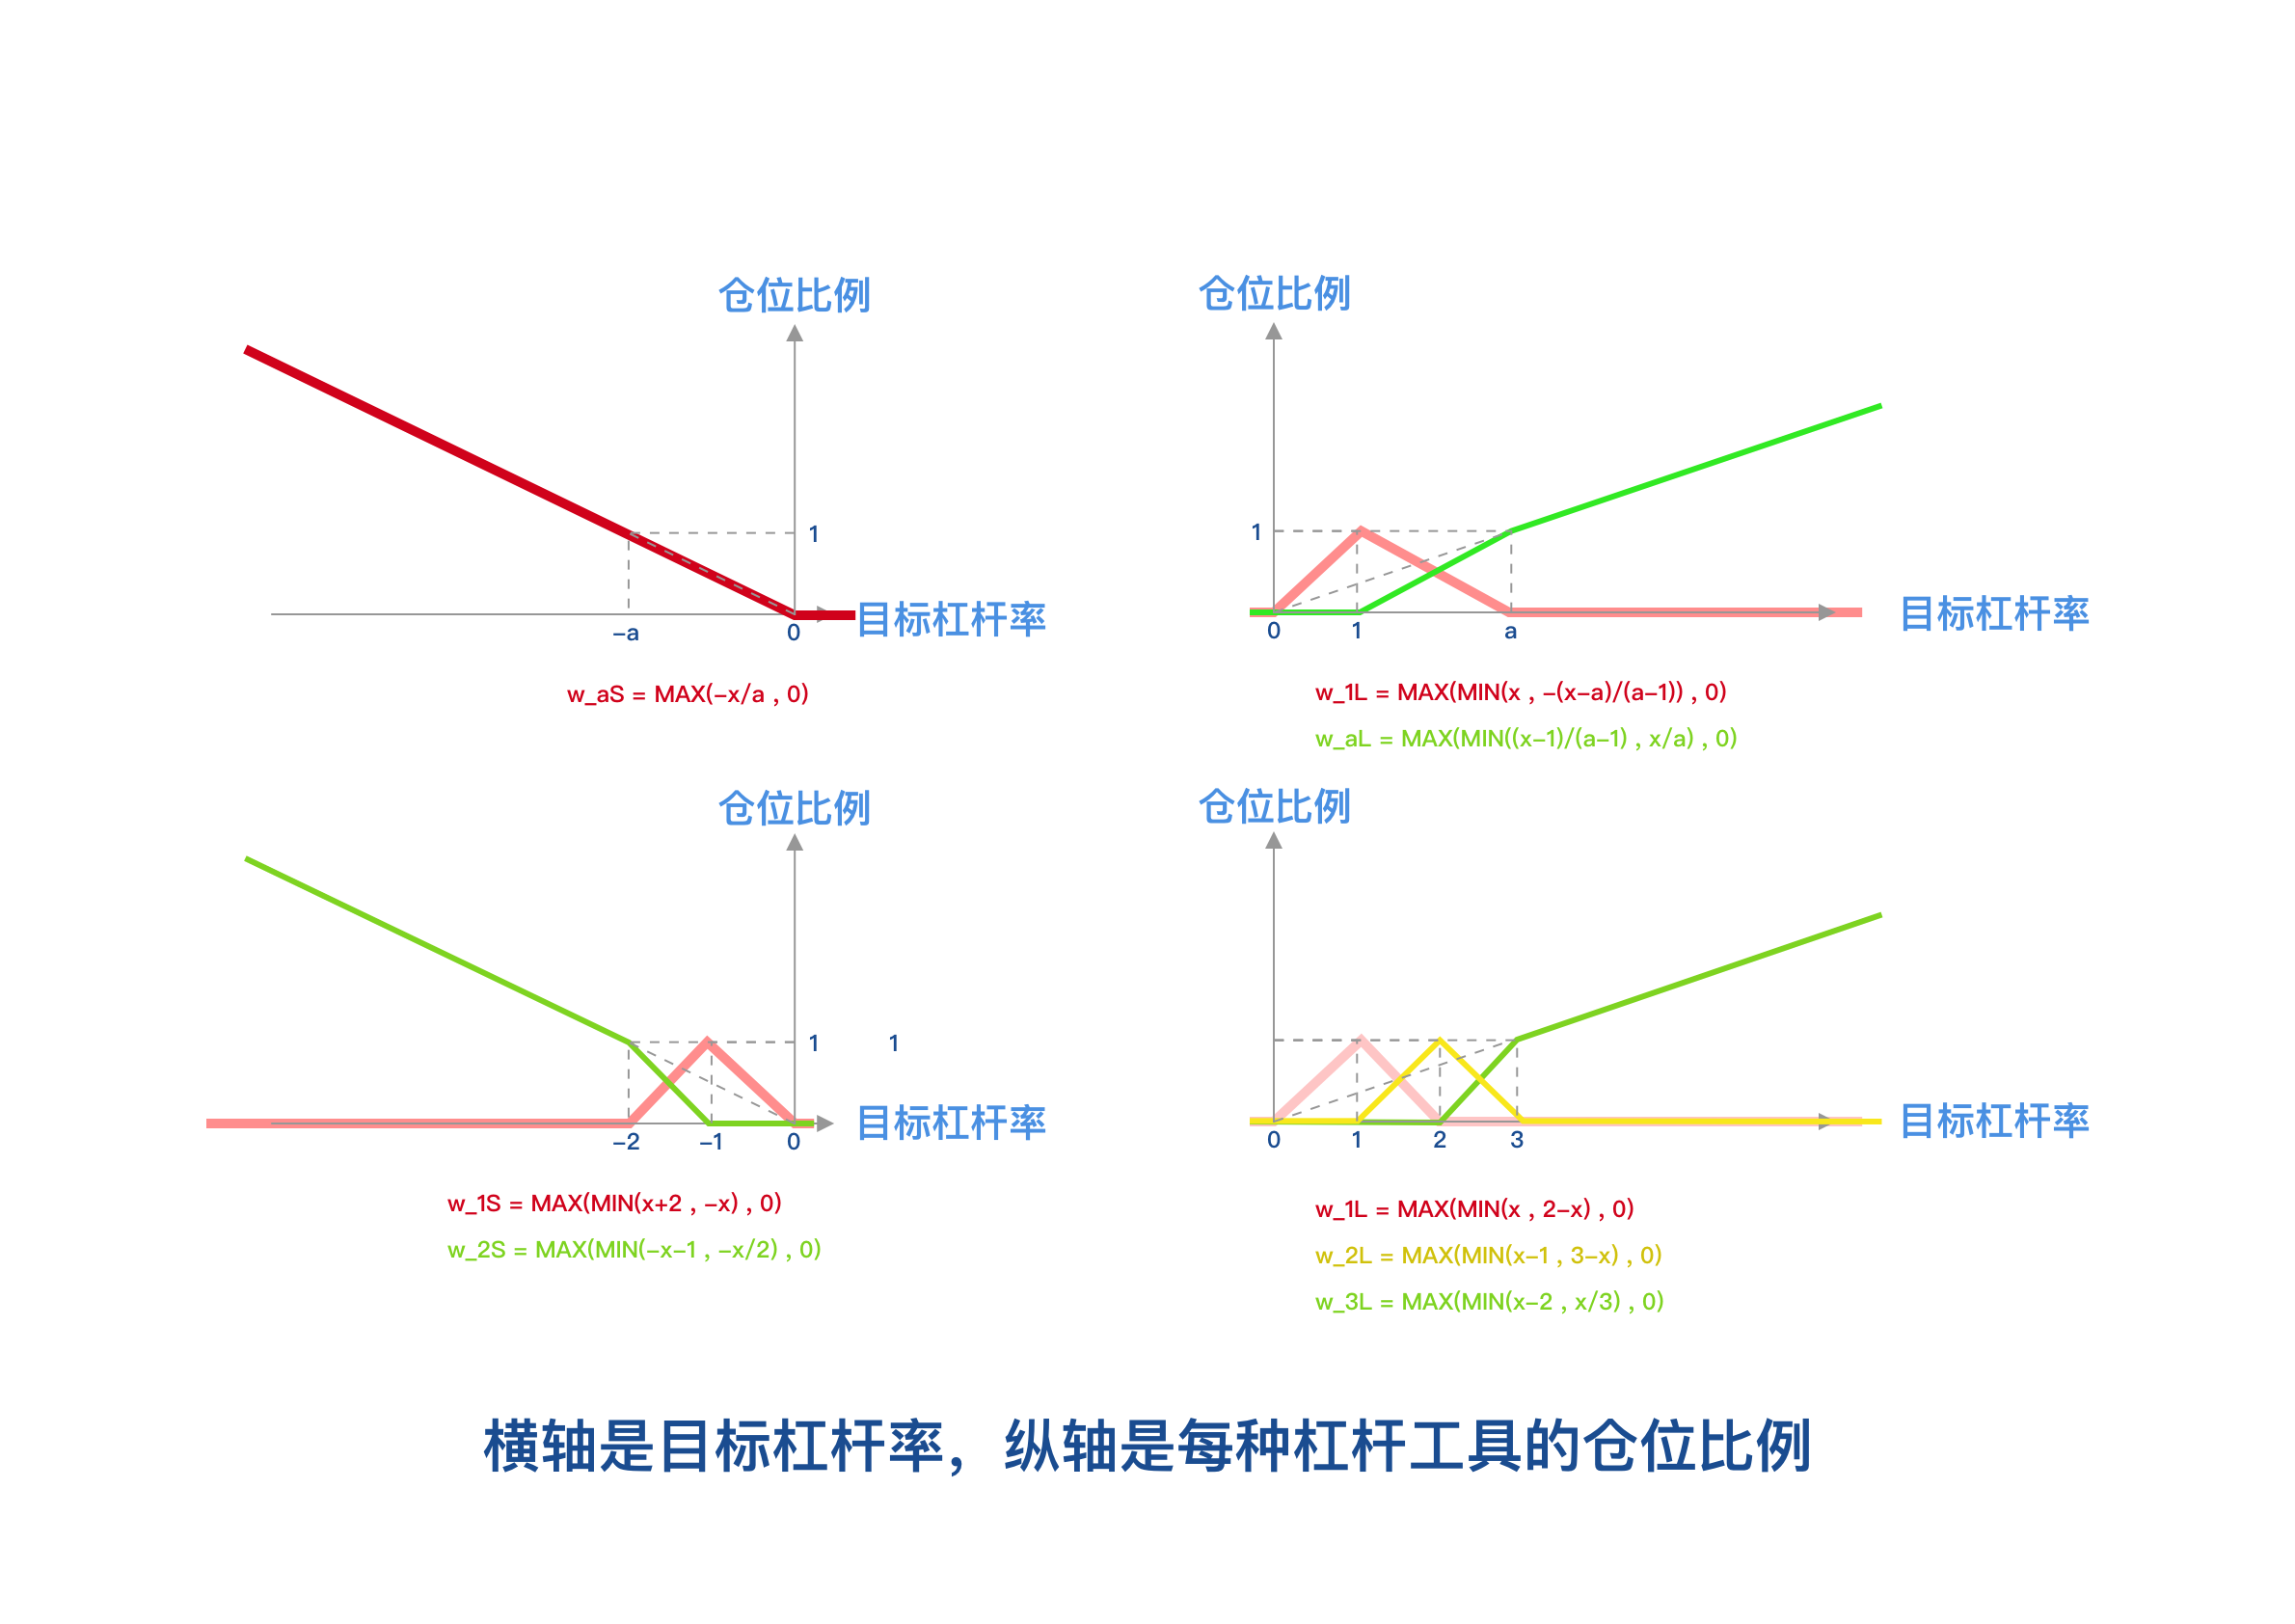 仓位比例
1
目标杠杆率
-a
0
w_aS = MAX(-x/a , 0)
仓位比例
1
目标杠杆率
0
1
a
w_1L = MAX(MIN(x , -(x-a)/(a-1)) , 0)
w_aL = MAX(MIN((x-1)/(a-1) , x/a) , 0)
仓位比例
1
1
目标杠杆率
-2
-1
0
w_1S = MAX(MIN(x+2 , -x) , 0)
w_2S = MAX(MIN(-x-1 , -x/2) , 0)
仓位比例
目标杠杆率
0
1
2
3
w_1L = MAX(MIN(x , 2-x) , 0)
w_2L = MAX(MIN(x-1 , 3-x) , 0)
w_3L = MAX(MIN(x-2 , x/3) , 0)
横轴是目标杠杆率，纵轴是每种杠杆工具的仓位比例